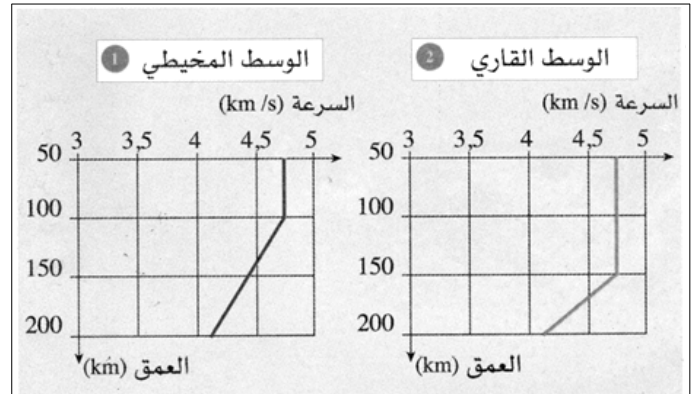 1 الوسط المخيطي
السرعة (km /s)
3 3,5 4 4,5 5
50
100
150
200
العمق (km)
2 الوسط القاري
السرعة (km /s)
3 3,5 4 4,5 5
50
100
150
200
العمق (km)